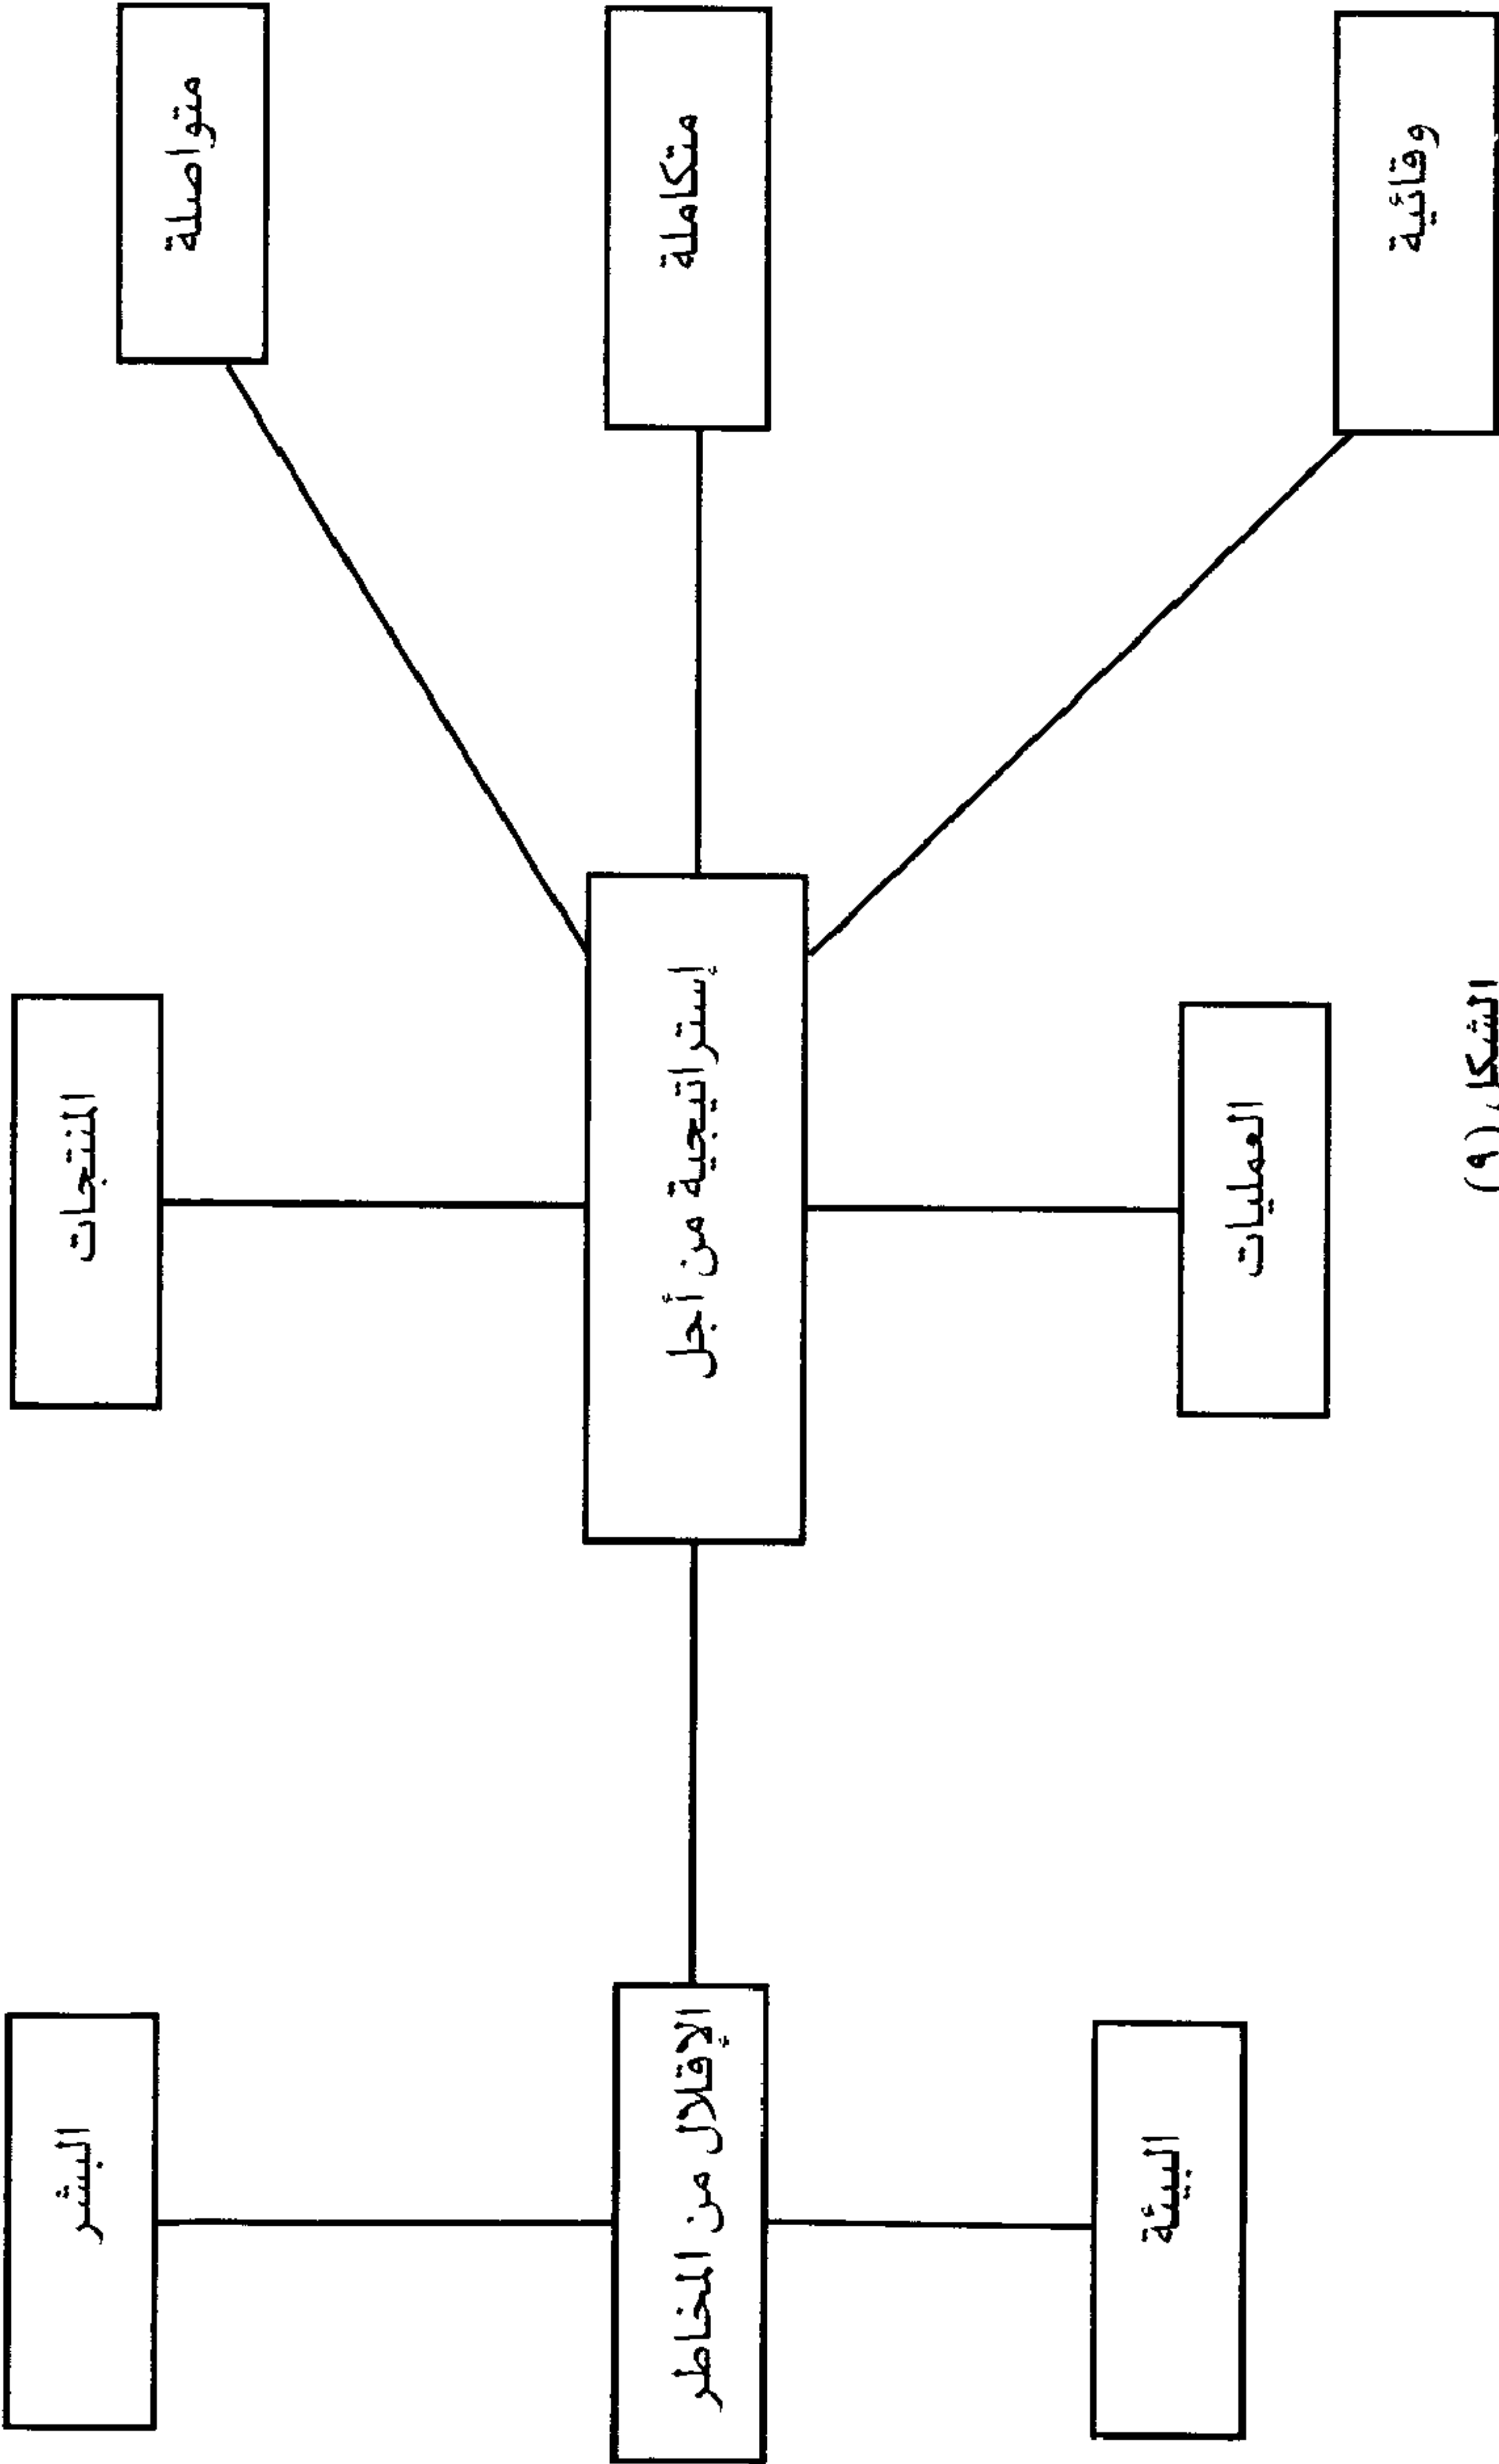 متواصلة
المنتجات
البشر
متكاملة
إستراتيجية من أجل
الإقلال من المخاطر
وقائية
العمليات
البيئة
الشكل (٩)